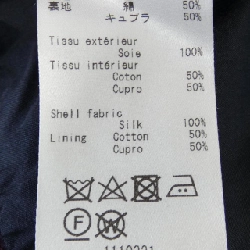 裏地 綿 50%
キュプラ 50%
Tissu extérieur
Soie 100%
Tissu intérieur
Coton 50%
Cupro 50%
Shell fabric
Silk 100%
Lining Cotton 50%
Cupro 50%
F W